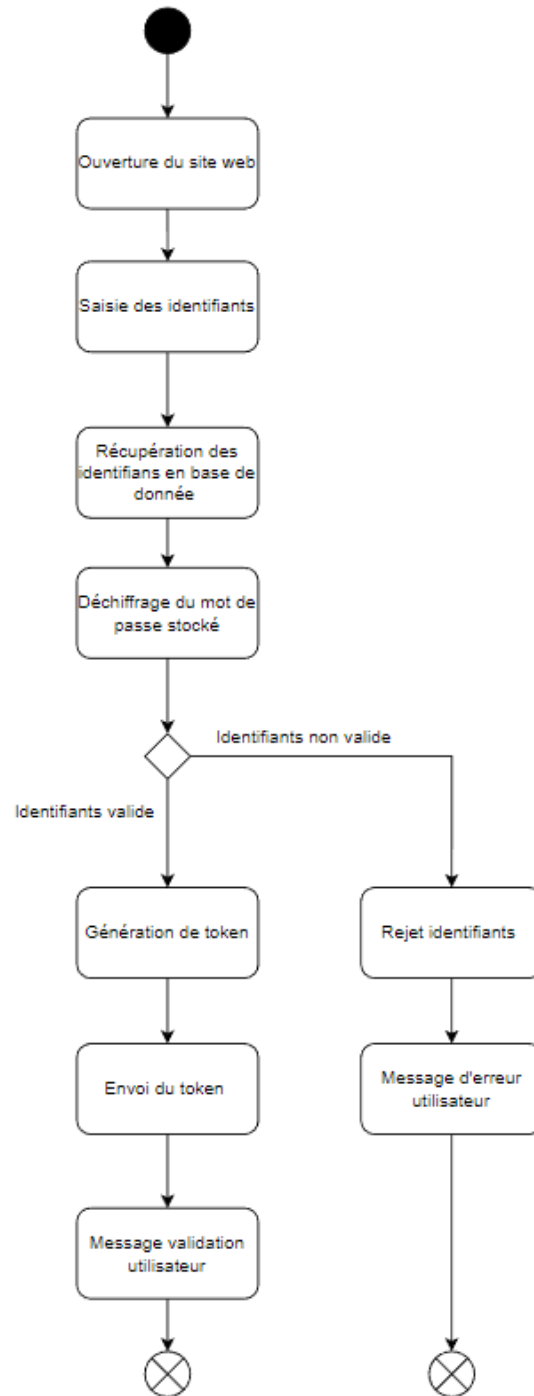 Ouverture du site web
Saisie des identifiants
Récupération des
identifians en base de
donnée
Déchiffrage du mot de
passe stocké
Identifiants non valide
Identifiants valide
Génération de token
Rejet identifiants
Envoi du token
Message d'erreur
utilisateur
Message validation
utilisateur